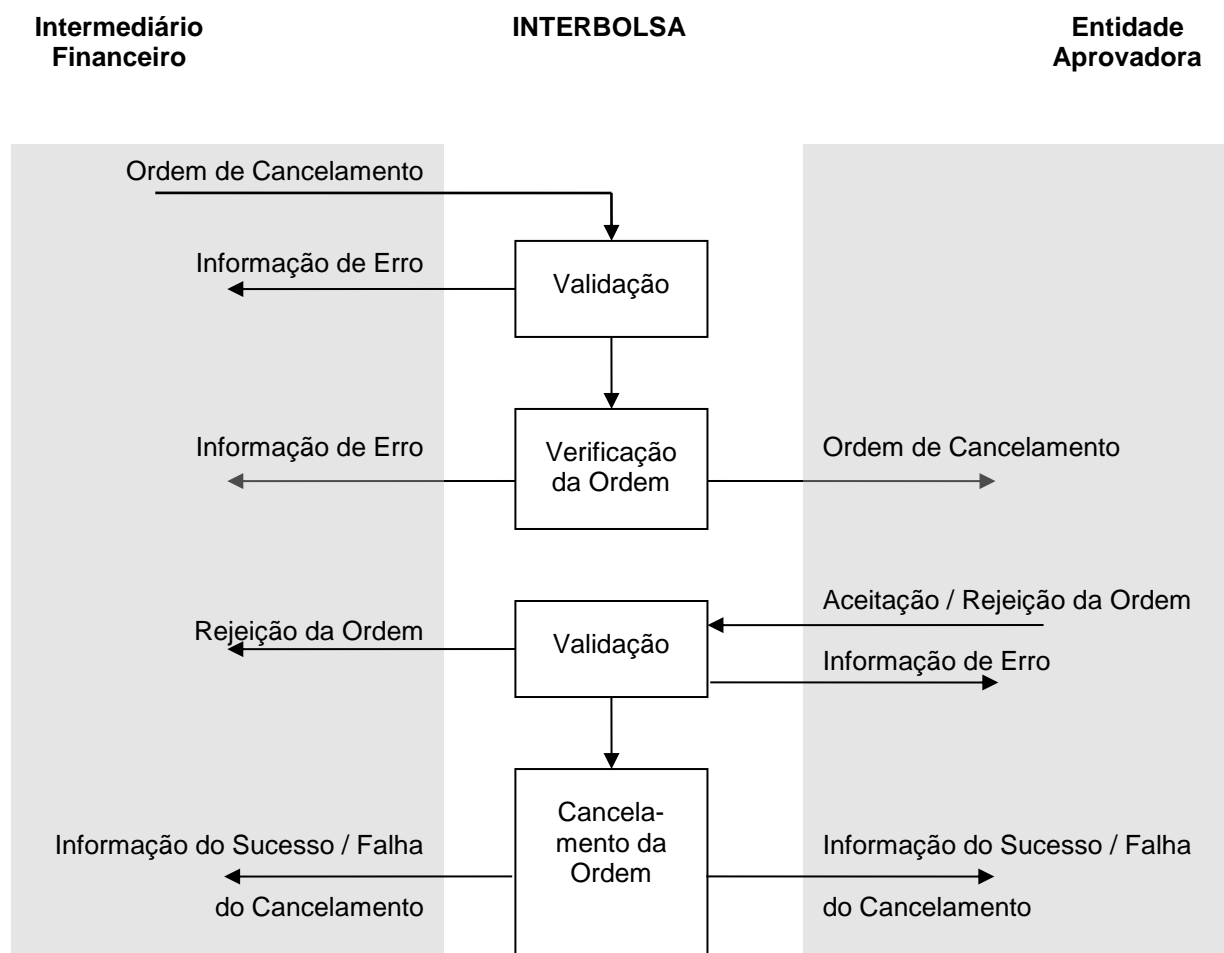 Intermediário
Financeiro
INTERBOLSA
Entidade
Aprovadora
Ordem de Cancelamento
Informação de Erro
Validação
Informação de Erro
Verificação
da Ordem
Ordem de Cancelamento
Rejeição da Ordem
Validação
Aceitação / Rejeição da Ordem
Informação de Erro
Cancela-
mento da
Ordem
Informação do Sucesso / Falha
do Cancelamento
Informação do Sucesso / Falha
do Cancelamento